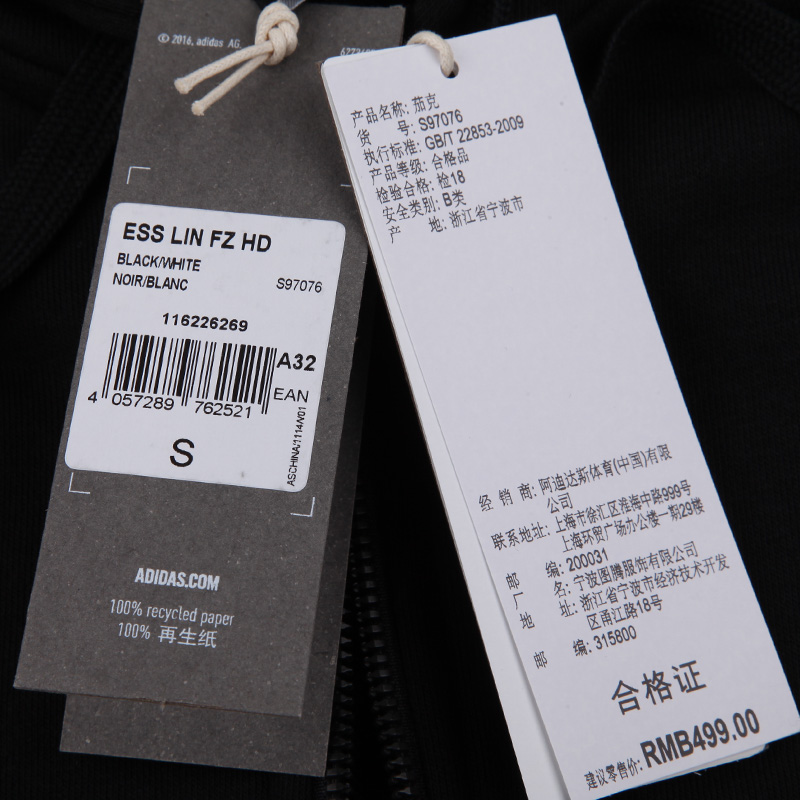 © 2016, adidas AG.
ESS LIN FZ HD
BLACK/WHITE
NOIR/BLANC S97076
116226269
A32
4 057289 762521 EAN
S
ASCHINA/1114/V01
ADIDAS.COM
100% recycled paper
100% 再生纸
产品名称: 茄克
货 号: S97076
执行标准: GB/T 22853-2009
产品等级: 合格品
检验合格: 检18
安全类别: B类
产 地: 浙江省宁波市
经 销 商: 阿迪达斯体育(中国)有限
公司
联系地址: 上海市徐汇区淮海中路999号
上海环贸广场办公楼一期29楼
邮 编: 200031
厂 名: 宁波图腾服饰有限公司
地 址: 浙江省宁波市经济技术开发
区甬江路18号
邮 编: 315800
合格证
建议零售价: RMB499.00